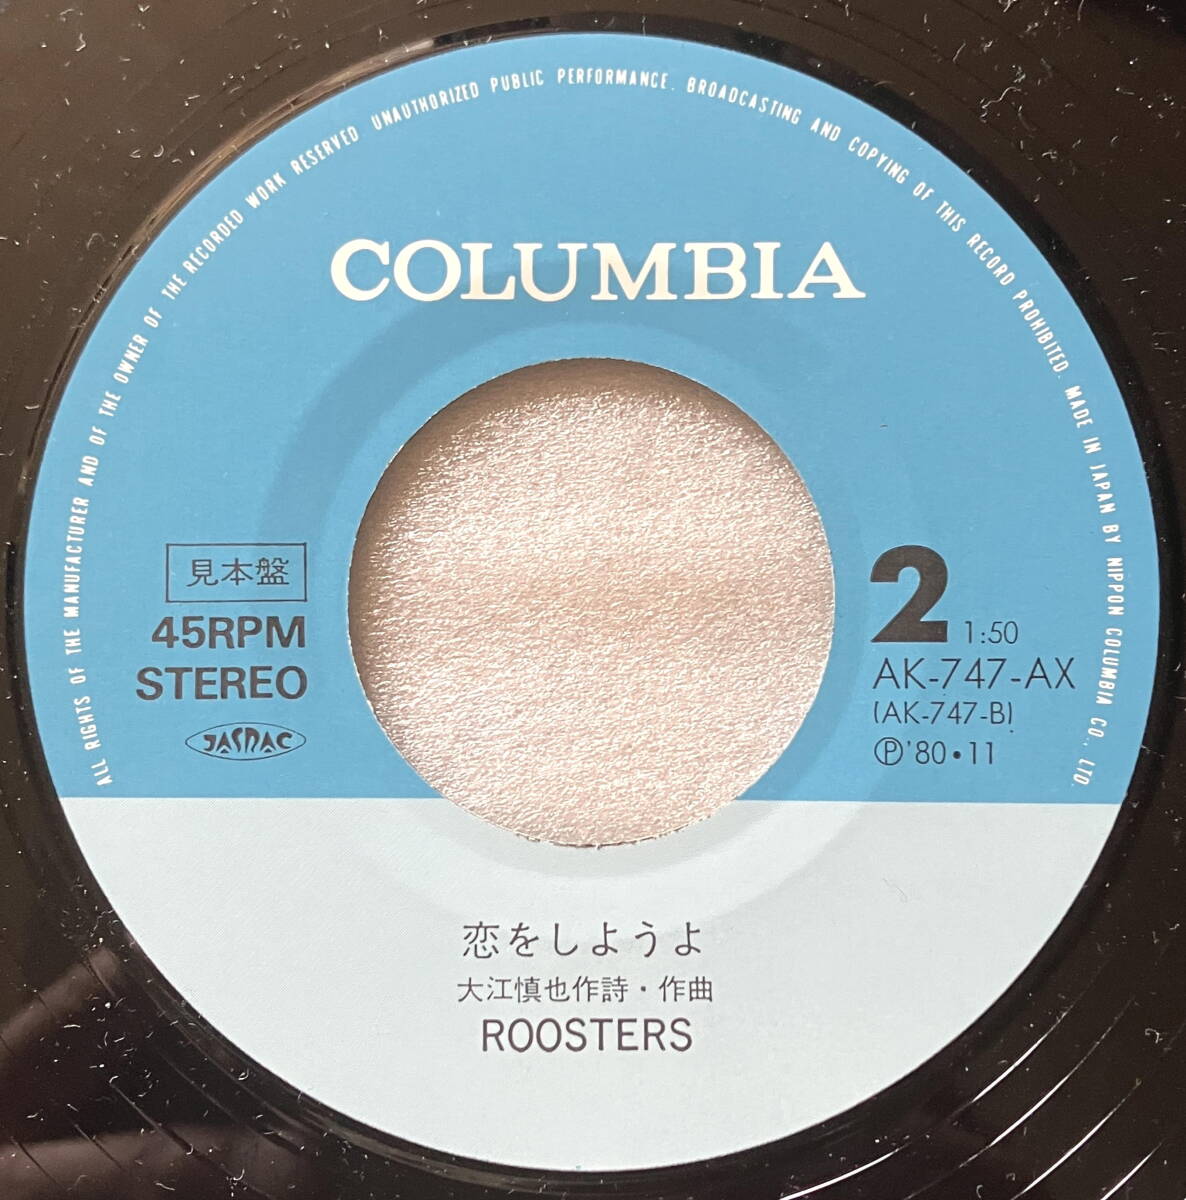 ALL RIGHTS OF THE MANUFACTURER AND OF THE OWNER OF THE RECORDED WORK RESERVED UNAUTHORIZED PUBLIC PERFORMANCE. BROADCASTING AND COPYING OF THIS RECORD PROHIBITED. MADE IN JAPAN BY NIPPON COLUMBIA CO., LTD.
COLUMBIA
見本盤
45RPM
STEREO
JASRAC
2 1:50
AK-747-AX
(AK-747-B)
Ⓟ'80・11
恋をしようよ
大江慎也作詩・作曲
ROOSTERS